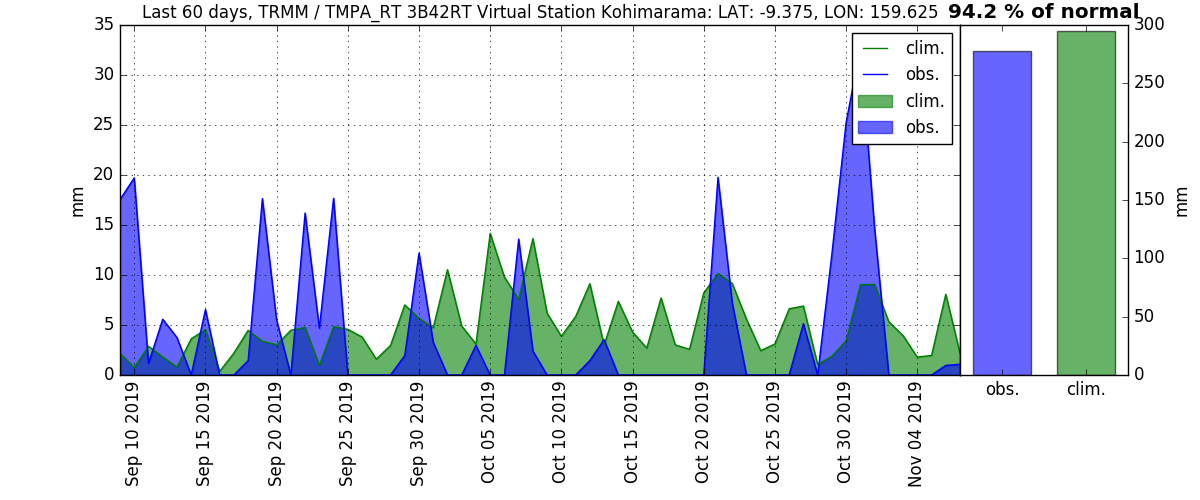 Last 60 days, TRMM / TMPA_RT 3B42RT Virtual Station Kohimarama: LAT: -9.375, LON: 159.625 94.2 % of normal
35
30
25
20
15
10
5
0
mm
clim.
obs.
clim.
obs.
Sep 10 2019
Sep 15 2019
Sep 20 2019
Sep 25 2019
Sep 30 2019
Oct 05 2019
Oct 10 2019
Oct 15 2019
Oct 20 2019
Oct 25 2019
Oct 30 2019
Nov 04 2019
300
250
200
150
100
50
0
mm
obs.
clim.